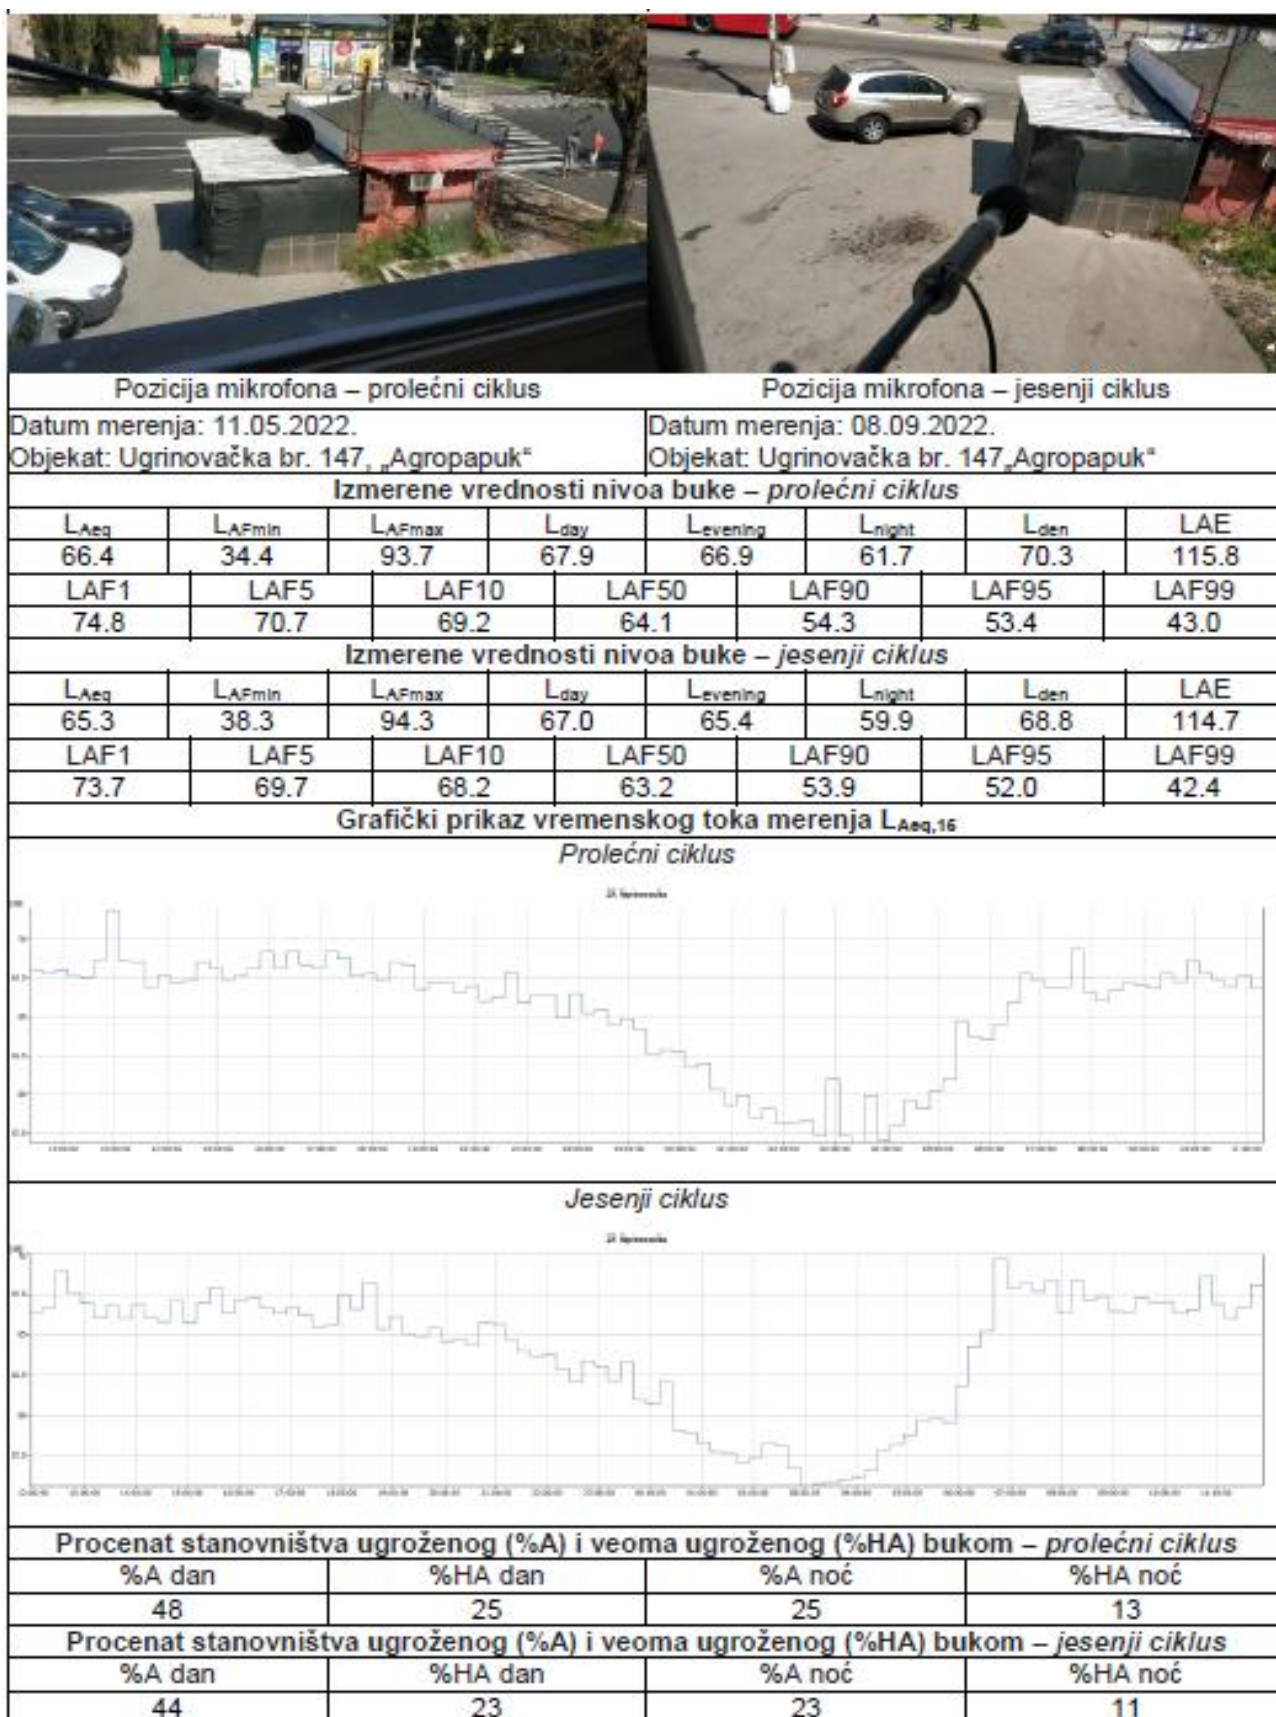 Pozicija mikrofona – prolećni ciklus Pozicija mikrofona – jesenji ciklus
Datum merenja: 11.05.2022. Datum merenja: 08.09.2022.
Objekat: Ugrinovačka br. 147, „Agropapuk“ Objekat: Ugrinovačka br. 147„Agropapuk“
Izmerene vrednosti nivoa buke – prolećni ciklus
LAeq LAFmin LAFmax Lday Levening Lnight Lden LAE
66.4 34.4 93.7 67.9 66.9 61.7 70.3 115.8
LAF1 LAF5 LAF10 LAF50 LAF90 LAF95 LAF99
74.8 70.7 69.2 64.1 54.3 53.4 43.0
Izmerene vrednosti nivoa buke – jesenji ciklus
LAeq LAFmin LAFmax Lday Levening Lnight Lden LAE
65.3 38.3 94.3 67.0 65.4 59.9 68.8 114.7
LAF1 LAF5 LAF10 LAF50 LAF90 LAF95 LAF99
73.7 69.7 68.2 63.2 53.9 52.0 42.4
Grafički prikaz vremenskog toka merenja LAeq,15
Prolećni ciklus
Jesenji ciklus
Procenat stanovništva ugroženog (%A) i veoma ugroženog (%HA) bukom – prolećni ciklus
%A dan %HA dan %A noć %HA noć
48 25 25 13
Procenat stanovništva ugroženog (%A) i veoma ugroženog (%HA) bukom – jesenji ciklus
%A dan %HA dan %A noć %HA noć
44 23 23 11